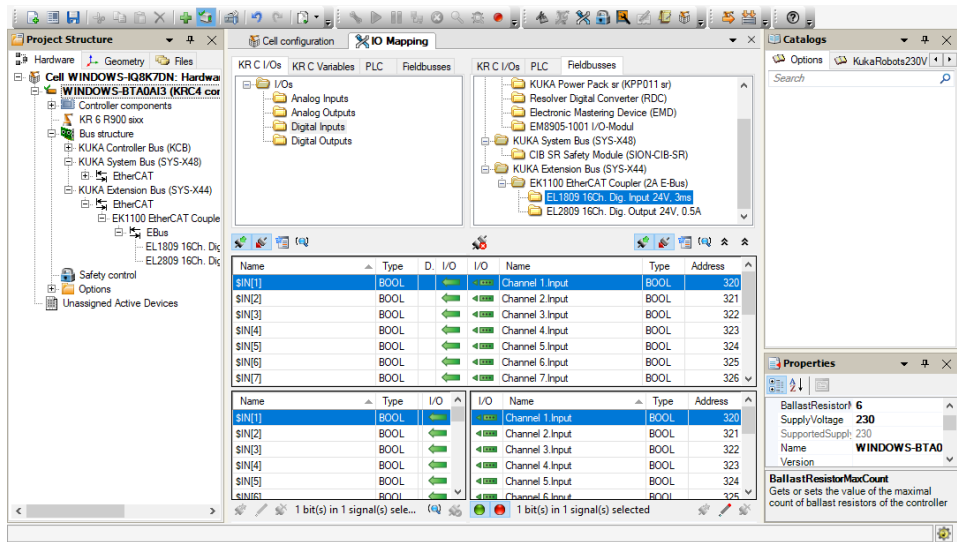 Project Structure
Hardware Geometry Files
Cell WINDOWS-IQ8K7DN: Hardwa
WINDOWS-BTA0AI3 (KRC4 con
Controller components
KR 6 R900 sixx
Bus structure
KUKA Controller Bus (KCB)
KUKA System Bus (SYS-X48)
EtherCAT
KUKA Extension Bus (SYS-X44)
EtherCAT
EK1100 EtherCAT Couple
EBus
EL1809 16Ch. Dig
EL2809 16Ch. Dig
Safety control
Options
Unassigned Active Devices
Cell configuration IO Mapping
KR C I/Os KR C Variables PLC Fieldbusses
I/Os
Analog Inputs
Analog Outputs
Digital Inputs
Digital Outputs
KR C I/Os PLC Fieldbusses
KUKA Power Pack sr (KPP011 sr)
Resolver Digital Converter (RDC)
Electronic Mastering Device (EMD)
EM8905-1001 I/O-Modul
KUKA System Bus (SYS-X48)
CIB SR Safety Module (SION-CIB-SR)
KUKA Extension Bus (SYS-X44)
EK1100 EtherCAT Coupler (2A E-Bus)
EL1809 16Ch. Dig. Input 24V, 3ms
EL2809 16Ch. Dig. Output 24V, 0.5A
Name Type D. I/O I/O Name Type Address
$IN[1] BOOL Channel 1.Input BOOL 320
$IN[2] BOOL Channel 2.Input BOOL 321
$IN[3] BOOL Channel 3.Input BOOL 322
$IN[4] BOOL Channel 4.Input BOOL 323
$IN[5] BOOL Channel 5.Input BOOL 324
$IN[6] BOOL Channel 6.Input BOOL 325
$IN[7] BOOL Channel 7.Input BOOL 326
Name Type I/O I/O Name Type Address
$IN[1] BOOL Channel 1.Input BOOL 320
$IN[2] BOOL Channel 2.Input BOOL 321
$IN[3] BOOL Channel 3.Input BOOL 322
$IN[4] BOOL Channel 4.Input BOOL 323
$IN[5] BOOL Channel 5.Input BOOL 324
$IN[6] BOOL Channel 6.Input BOOL 325
1 bit(s) in 1 signal(s) sele... 1 bit(s) in 1 signal(s) selected
Catalogs
Options KukaRobots230V
Search
Properties
BallastResistorM 6
SupplyVoltage 230
SupportedSuppl 230
Name WINDOWS-BTA0
Version
BallastResistorMaxCount
Gets or sets the value of the maximal
count of ballast resistors of the controller